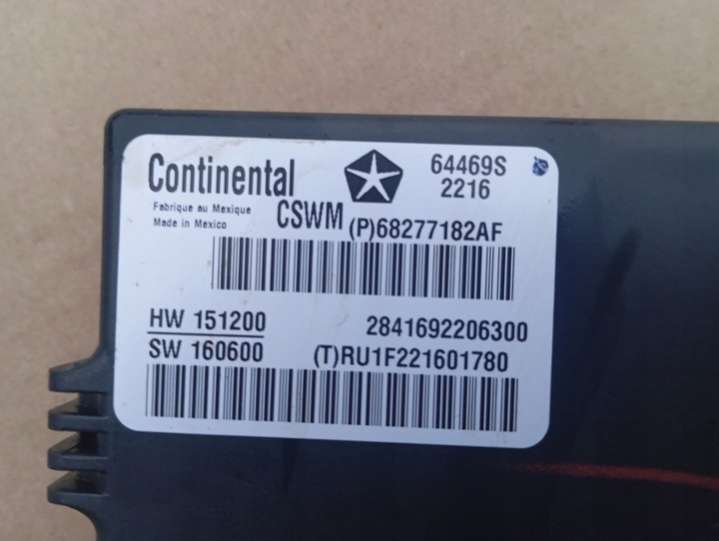 Continental
64469S
2216
Fabrique au Mexique
Made in Mexico
CSWM (P)68277182AF
HW 151200 2841692206300
SW 160600 (T)RU1F221601780